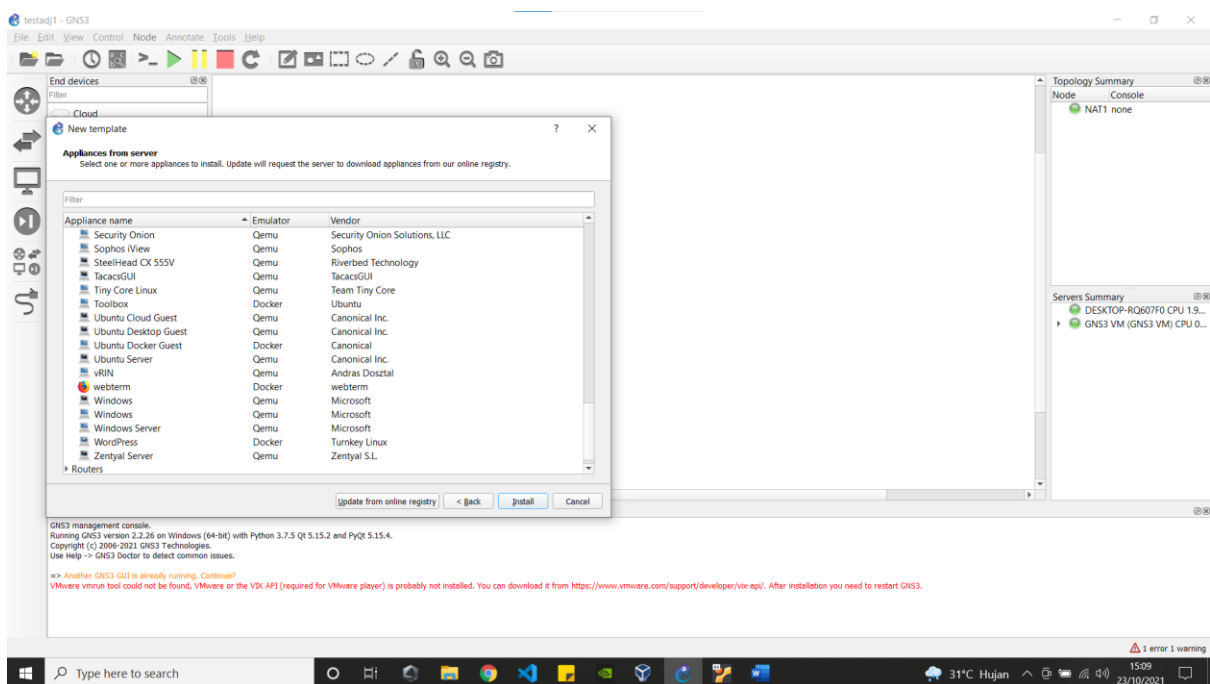 testadj1 - GNS3
File Edit View Control Node Annotate Tools Help
End devices
Filter
Cloud
Topology Summary
Node Console
NAT1 none
New template
? ×
Appliances from server
Select one or more appliances to install. Update will request the server to download appliances from our online registry.
Filter
Appliance name Emulator Vendor
Security Onion Qemu Security Onion Solutions, LLC
Sophos iView Qemu Sophos
SteelHead CX 555V Qemu Riverbed Technology
TacacsGUI Qemu TacacsGUI
Tiny Core Linux Qemu Team Tiny Core
Toolbox Docker Ubuntu
Ubuntu Cloud Guest Qemu Canonical Inc.
Ubuntu Desktop Guest Qemu Canonical Inc.
Ubuntu Docker Guest Docker Canonical
Ubuntu Server Qemu Canonical Inc.
vRIN Qemu Andras Dosztal
webterm Docker webterm
Windows Qemu Microsoft
Windows Qemu Microsoft
Windows Server Qemu Microsoft
WordPress Docker Turnkey Linux
Zentyal Server Qemu Zentyal S.L.
Routers
Update from online registry < Back Install Cancel
Servers Summary
DESKTOP-RQ607F0 CPU 1.9...
GNS3 VM (GNS3 VM) CPU 0...
GNS3 management console.
Running GNS3 version 2.2.26 on Windows (64-bit) with Python 3.7.5 Qt 5.15.2 and PyQt 5.15.4.
Copyright (c) 2006-2021 GNS3 Technologies.
Use Help -> GNS3 Doctor to detect common issues.
=> Another GNS3 GUI is already running. Continue?
VMware vmrun tool could not be found, VMware or the VIX API (required for VMware player) is probably not installed. You can download it from https://www.vmware.com/support/developer/vix-api/. After installation you need to restart GNS3.
1 error 1 warning
Type here to search
31°C Hujan
15:09
23/10/2021